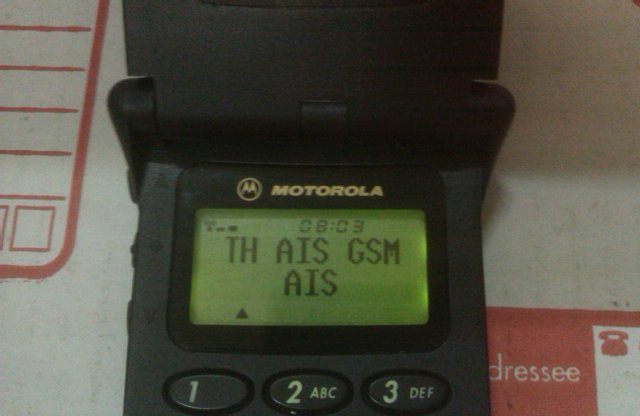 MOTOROLA
08:03
TH AIS GSM
AIS
1
2 ABC
3 DEF
dressee